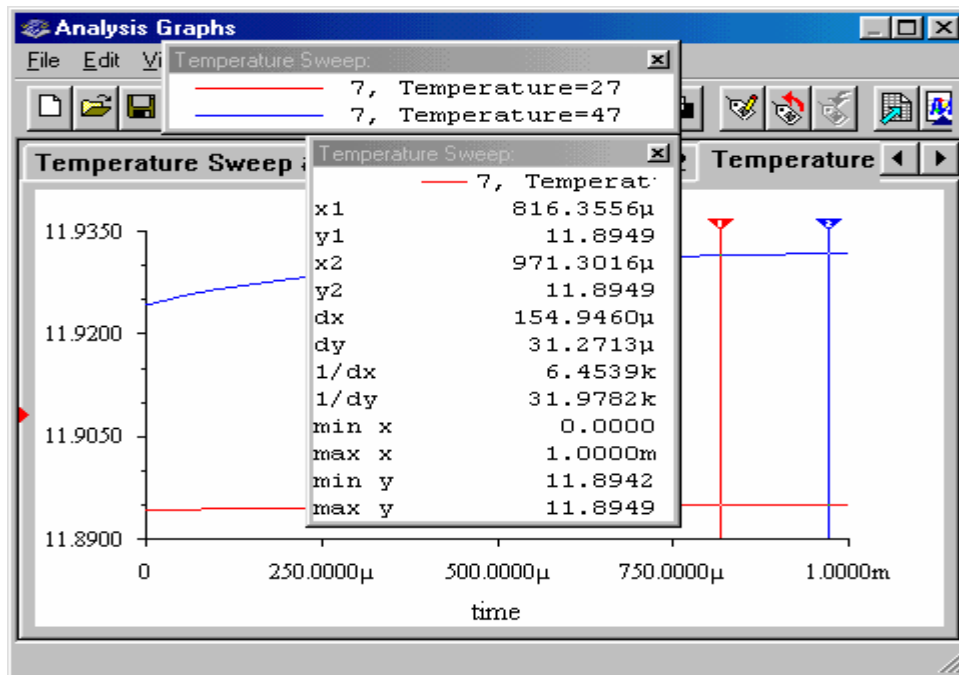 Analysis Graphs
File Edit Vi
Temperature Sweep:
7, Temperature=27
7, Temperature=47
Temperature Sweep
Temperature
Temperature Sweep:
7, Temperat
x1 816.3556µ
y1 11.8949
x2 971.3016µ
y2 11.8949
dx 154.9460µ
dy 31.2713µ
1/dx 6.4539k
1/dy 31.9782k
min x 0.0000
max x 1.0000m
min y 11.8942
max y 11.8949
1 2
11.9350
11.9200
11.9050
11.8900
0 250.0000µ 500.0000µ 750.0000µ 1.0000m
time